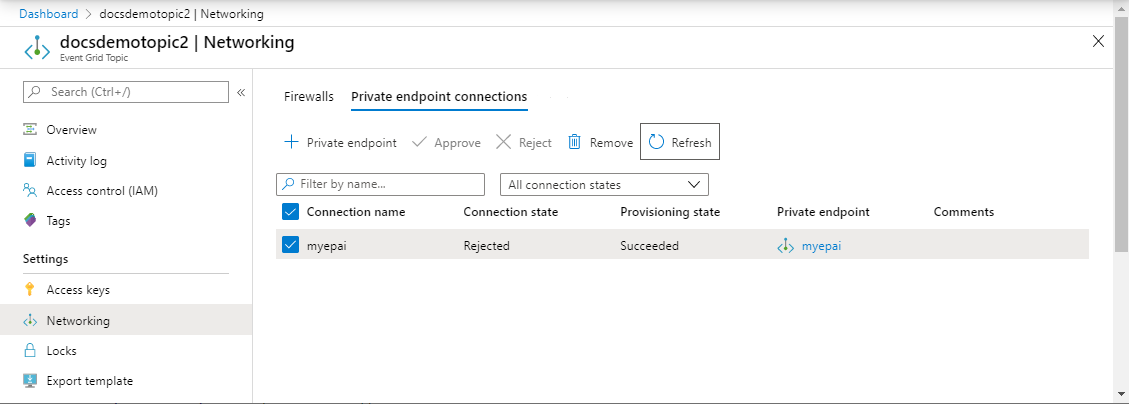 Dashboard > docsdemotopic2 | Networking
docsdemotopic2 | Networking
Event Grid Topic
Search (Ctrl+/)
Overview
Activity log
Access control (IAM)
Tags
Settings
Access keys
Networking
Locks
Export template
Firewalls Private endpoint connections
Private endpoint Approve Reject Remove Refresh
Filter by name... All connection states
Connection name Connection state Provisioning state Private endpoint Comments
myepai Rejected Succeeded myepai